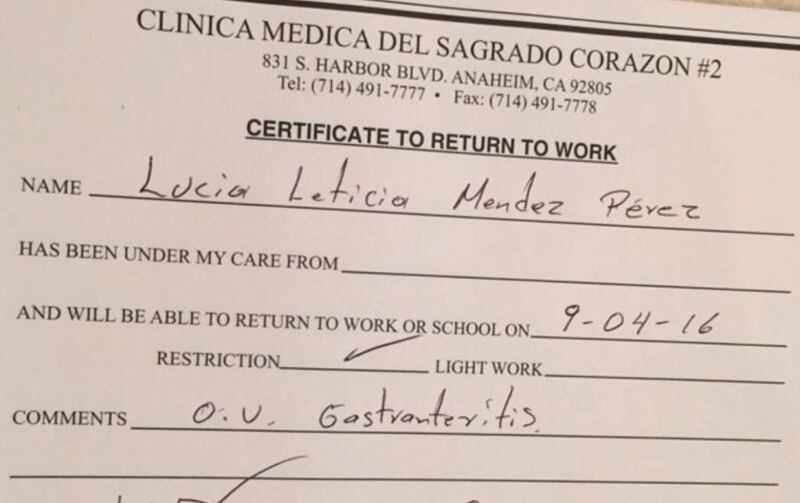 CLINICA MEDICA DEL SAGRADO CORAZON #2
831 S. HARBOR BLVD. ANAHEIM, CA 92805
Tel: (714) 491-7777 • Fax: (714) 491-7778
CERTIFICATE TO RETURN TO WORK
NAME Lucia Leticia Mendez Pérez
HAS BEEN UNDER MY CARE FROM
AND WILL BE ABLE TO RETURN TO WORK OR SCHOOL ON 9-04-16
RESTRICTION ✓ LIGHT WORK
COMMENTS O.V. Gastranteritis